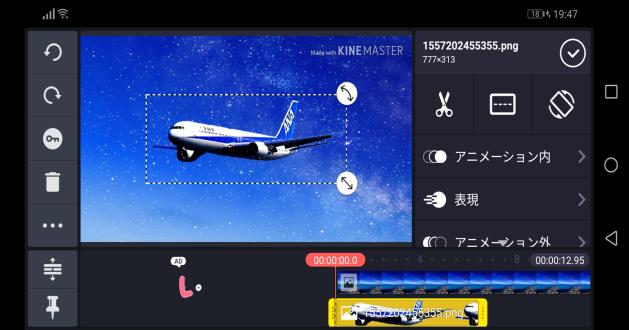 18 19:47
Made with KINEMASTER
1557202455355.png
777×313
アニメーション内
表現
アニメーション外
AD
00:00:00.0
4
8
00:00:12.95
1557202455355.png
ANA